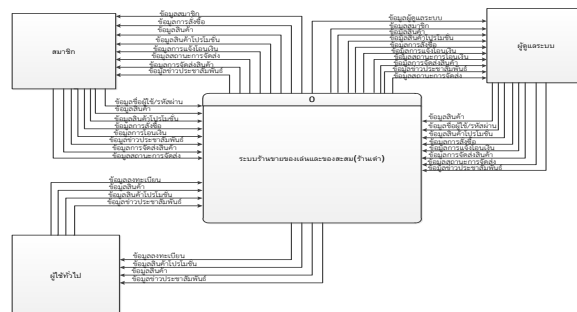 ข้อมูลสมาชิก
ข้อมูลการสั่งซื้อ
ข้อมูลสินค้า
ข้อมูลสินค้าโปรโมชั่น
ข้อมูลการแจ้งโอนเงิน
ข้อมูลสถานะการโอนเงิน
ข้อมูลการจัดส่งสินค้า
ข้อมูลข่าวประชาสัมพันธ์
สมาชิก
ข้อมูลผู้ดูแลระบบ
ข้อมูลสมาชิก
ข้อมูลสินค้า
ข้อมูลสินค้าโปรโมชั่น
ข้อมูลการสั่งซื้อ
ข้อมูลการแจ้งโอนเงิน
ข้อมูลสถานะการโอนเงิน
ข้อมูลการจัดส่งสินค้า
ข้อมูลข่าวประชาสัมพันธ์
ข้อมูลสถานะการจัดส่ง
ผู้ดูแลระบบ
ข้อมูลชื่อผู้ใช้/รหัสผ่าน
ข้อมูลสินค้า
ข้อมูลสินค้าโปรโมชั่น
ข้อมูลการสั่งซื้อ
ข้อมูลการโอนเงิน
ข้อมูลข่าวประชาสัมพันธ์
ข้อมูลการจัดส่งสินค้า
ข้อมูลสถานะการจัดส่ง
0
ระบบร้านขายของเล่นและของสะสม(ร้านเต๋า)
ข้อมูลสินค้า
ข้อมูลชื่อผู้ใช้/รหัสผ่าน
ข้อมูลสินค้าโปรโมชั่น
ข้อมูลสมาชิก
ข้อมูลการสั่งซื้อ
ข้อมูลการแจ้งโอนเงิน
ข้อมูลการจัดส่งสินค้า
ข้อมูลสถานะการจัดส่ง
ข้อมูลข่าวประชาสัมพันธ์
ข้อมูลลงทะเบียน
ข้อมูลสินค้า
ข้อมูลสินค้าโปรโมชั่น
ข้อมูลข่าวประชาสัมพันธ์
ผู้ใช้ทั่วไป
ข้อมูลลงทะเบียน
ข้อมูลสินค้าโปรโมชั่น
ข้อมูลสินค้า
ข้อมูลข่าวประชาสัมพันธ์